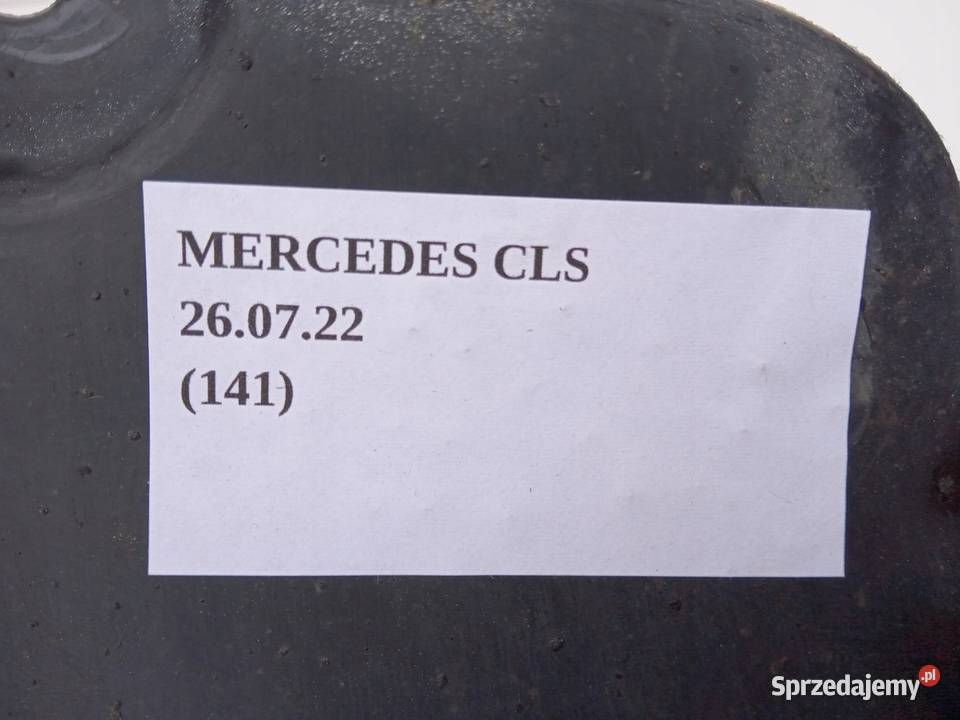 MERCEDES CLS
26.07.22
(141)
Sprzedajemy.pl